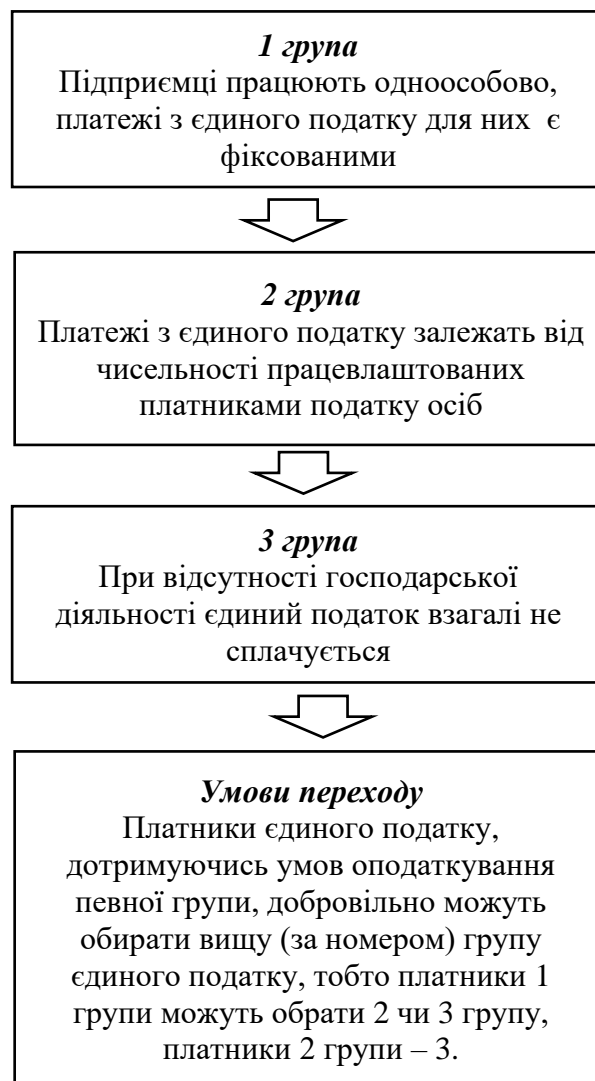 1 група
Підприємці працюють одноособово,
платежі з єдиного податку для них є
фіксованими
2 група
Платежі з єдиного податку залежать від
чисельності працевлаштованих
платниками податку осіб
3 група
При відсутності господарської
діяльності єдиний податок взагалі не
сплачується
Умови переходу
Платники єдиного податку,
дотримуючись умов оподаткування
певної групи, добровільно можуть
обирати вищу (за номером) групу
єдиного податку, тобто платники 1
групи можуть обрати 2 чи 3 групу,
платники 2 групи – 3.